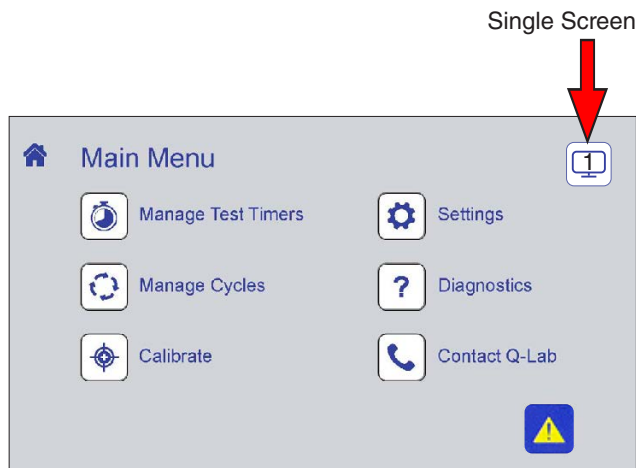 Single Screen
Main Menu
1
Manage Test Timers
Settings
Manage Cycles
? Diagnostics
Calibrate
Contact Q-Lab
!